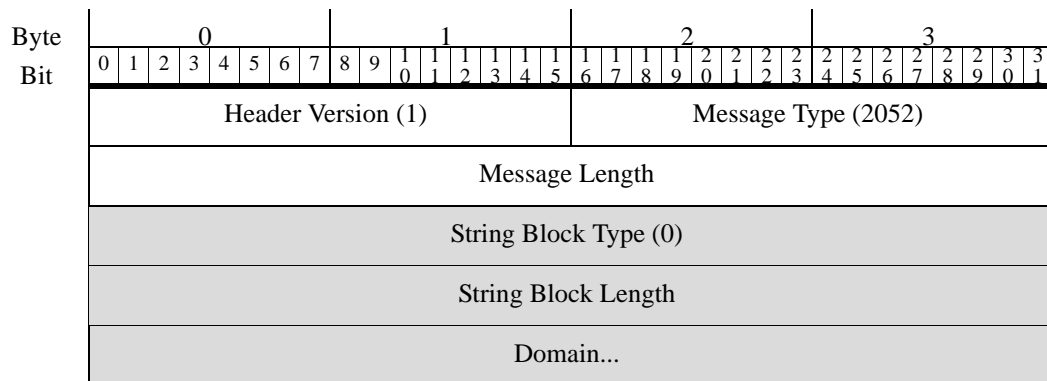 Byte 0 1 2 3
Bit 0 1 2 3 4 5 6 7 8 9 10 11 12 13 14 15 16 17 18 19 20 21 22 23 24 25 26 27 28 29 30 31
Header Version (1) Message Type (2052)
Message Length
String Block Type (0)
String Block Length
Domain...